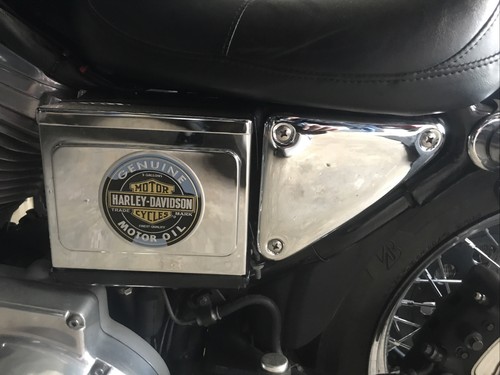 GENUINE
MOTOR
HARLEY-DAVIDSON
TRADE MARK
CYCLES
MOTOR OIL